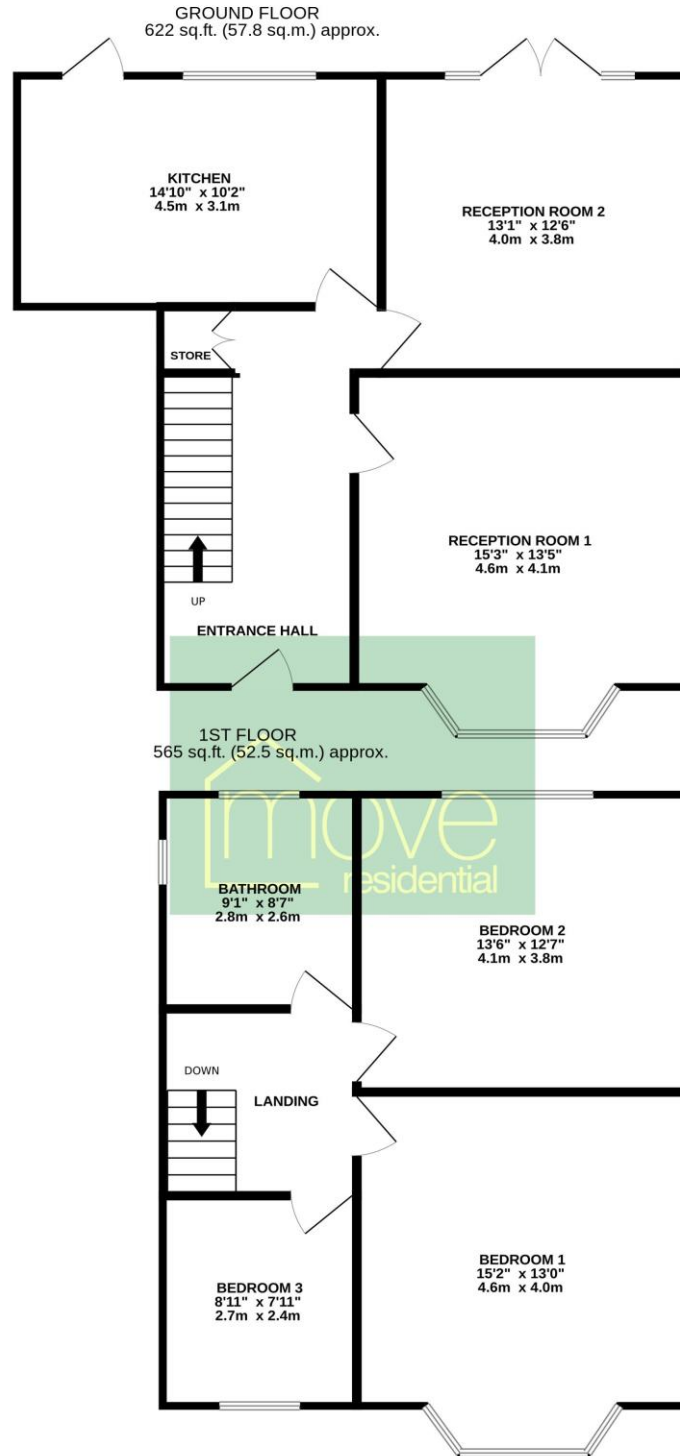 GROUND FLOOR
622 sq.ft. (57.8 sq.m.) approx.
KITCHEN
14'10" x 10'2"
4.5m x 3.1m
RECEPTION ROOM 2
13'1" x 12'6"
4.0m x 3.8m
STORE
RECEPTION ROOM 1
15'3" x 13'5"
4.6m x 4.1m
UP
ENTRANCE HALL
1ST FLOOR
565 sq.ft. (52.5 sq.m.) approx.
move
residential
BATHROOM
9'1" x 8'7"
2.8m x 2.6m
BEDROOM 2
13'6" x 12'7"
4.1m x 3.8m
DOWN
LANDING
BEDROOM 1
15'2" x 13'0"
4.6m x 4.0m
BEDROOM 3
8'11" x 7'11"
2.7m x 2.4m